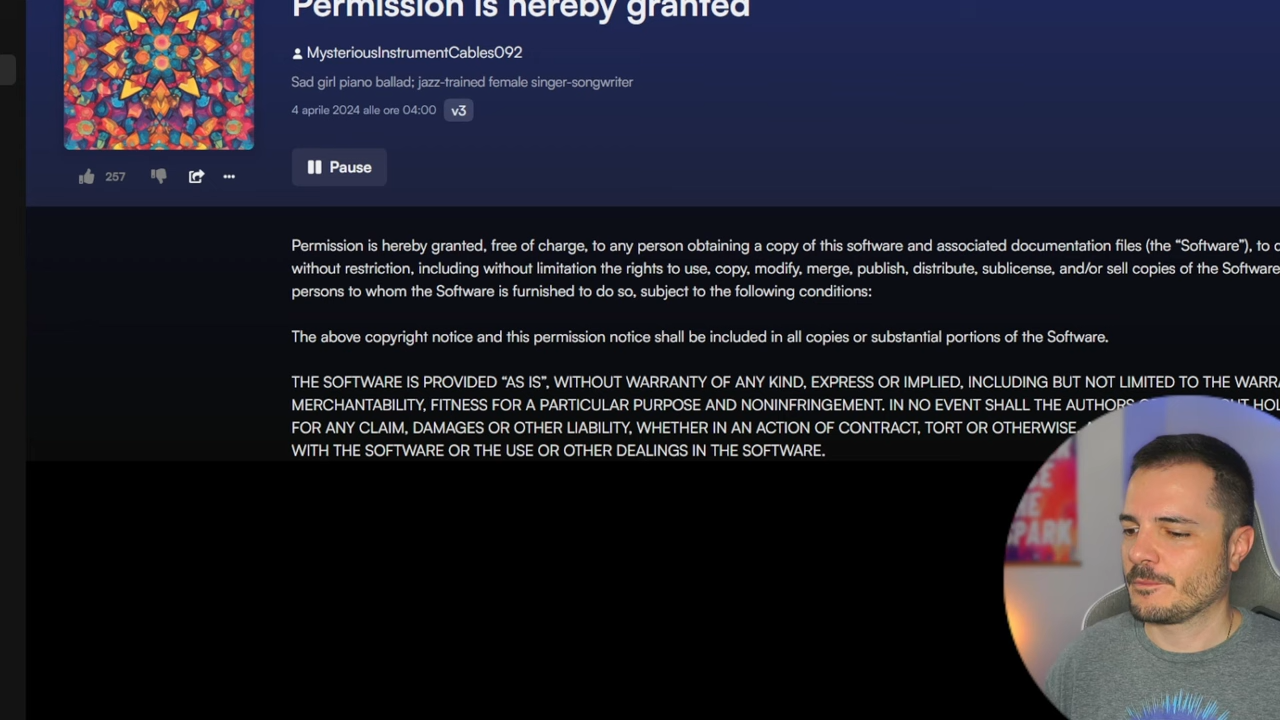 Permission is hereby granted
MysteriousInstrumentCables092
Sad girl piano ballad; jazz-trained female singer-songwriter
4 aprile 2024 alle ore 04:00 v3
257
Pause
Permission is hereby granted, free of charge, to any person obtaining a copy of this software and associated documentation files (the “Software”), to
without restriction, including without limitation the rights to use, copy, modify, merge, publish, distribute, sublicense, and/or sell copies of the Software
persons to whom the Software is furnished to do so, subject to the following conditions:
The above copyright notice and this permission notice shall be included in all copies or substantial portions of the Software.
THE SOFTWARE IS PROVIDED “AS IS”, WITHOUT WARRANTY OF ANY KIND, EXPRESS OR IMPLIED, INCLUDING BUT NOT LIMITED TO THE
MERCHANTABILITY, FITNESS FOR A PARTICULAR PURPOSE AND NONINFRINGEMENT. IN NO EVENT SHALL THE AUTHORS
FOR ANY CLAIM, DAMAGES OR OTHER LIABILITY, WHETHER IN AN ACTION OF CONTRACT, TORT OR OTHERWISE,
WITH THE SOFTWARE OR THE USE OR OTHER DEALINGS IN THE SOFTWARE.
SPARK